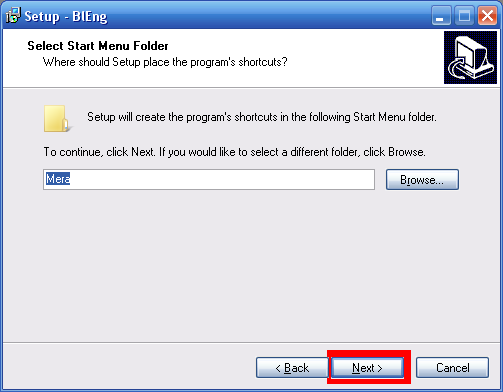 Setup - BIEng
Select Start Menu Folder
Where should Setup place the program's shortcuts?
Setup will create the program's shortcuts in the following Start Menu folder.
To continue, click Next. If you would like to select a different folder, click Browse.
Mera
Browse...
< Back
Next >
Cancel